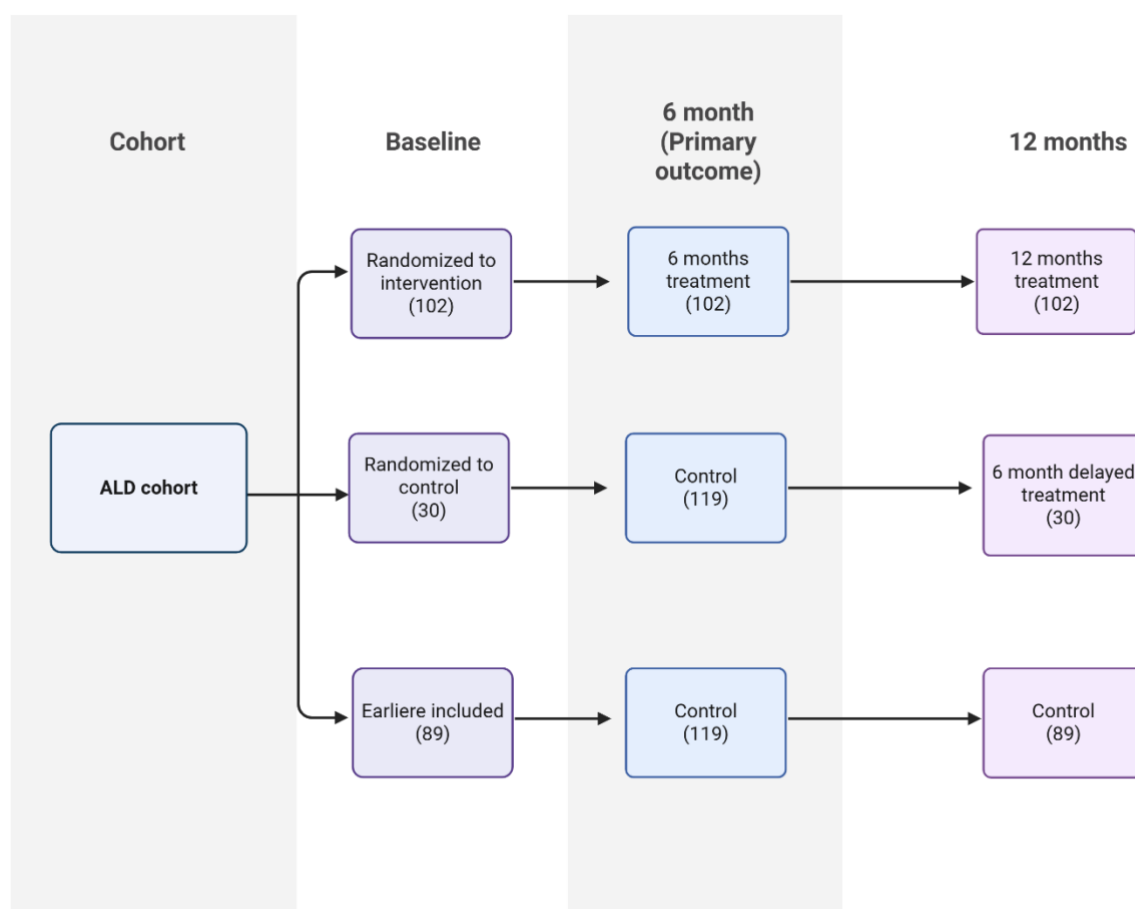 Cohort
Baseline
6 month
(Primary
outcome)
12 months
Randomized to
intervention
(102)
6 months
treatment
(102)
12 months
treatment
(102)
ALD cohort
Randomized to
control
(30)
Control
(119)
6 month delayed
treatment
(30)
Earliere included
(89)
Control
(119)
Control
(89)